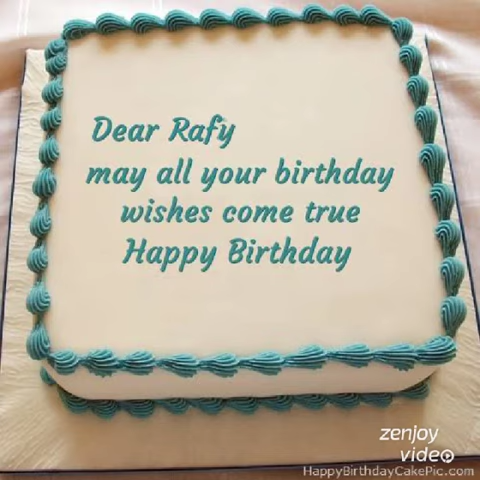 Dear Rafy
may all your birthday
wishes come true
Happy Birthday
zenjoy
video
HappyBirthdayCakePic.com